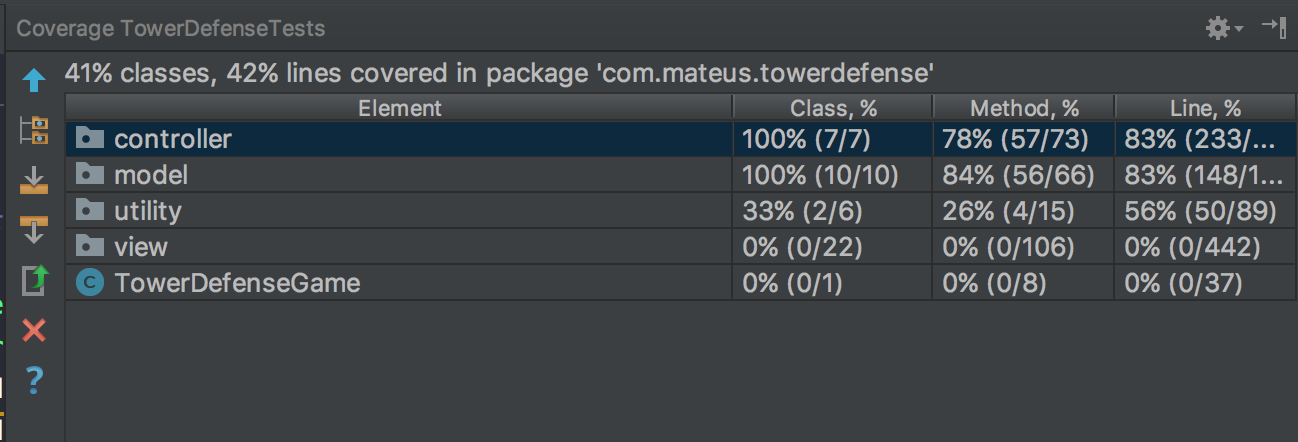 Coverage TowerDefenseTests
41% classes, 42% lines covered in package 'com.mateus.towerdefense'
Element Class, % Method, % Line, %
controller 100% (7/7) 78% (57/73) 83% (233/...
model 100% (10/10) 84% (56/66) 83% (148/1...
utility 33% (2/6) 26% (4/15) 56% (50/89)
view 0% (0/22) 0% (0/106) 0% (0/442)
C TowerDefenseGame 0% (0/1) 0% (0/8) 0% (0/37)
?